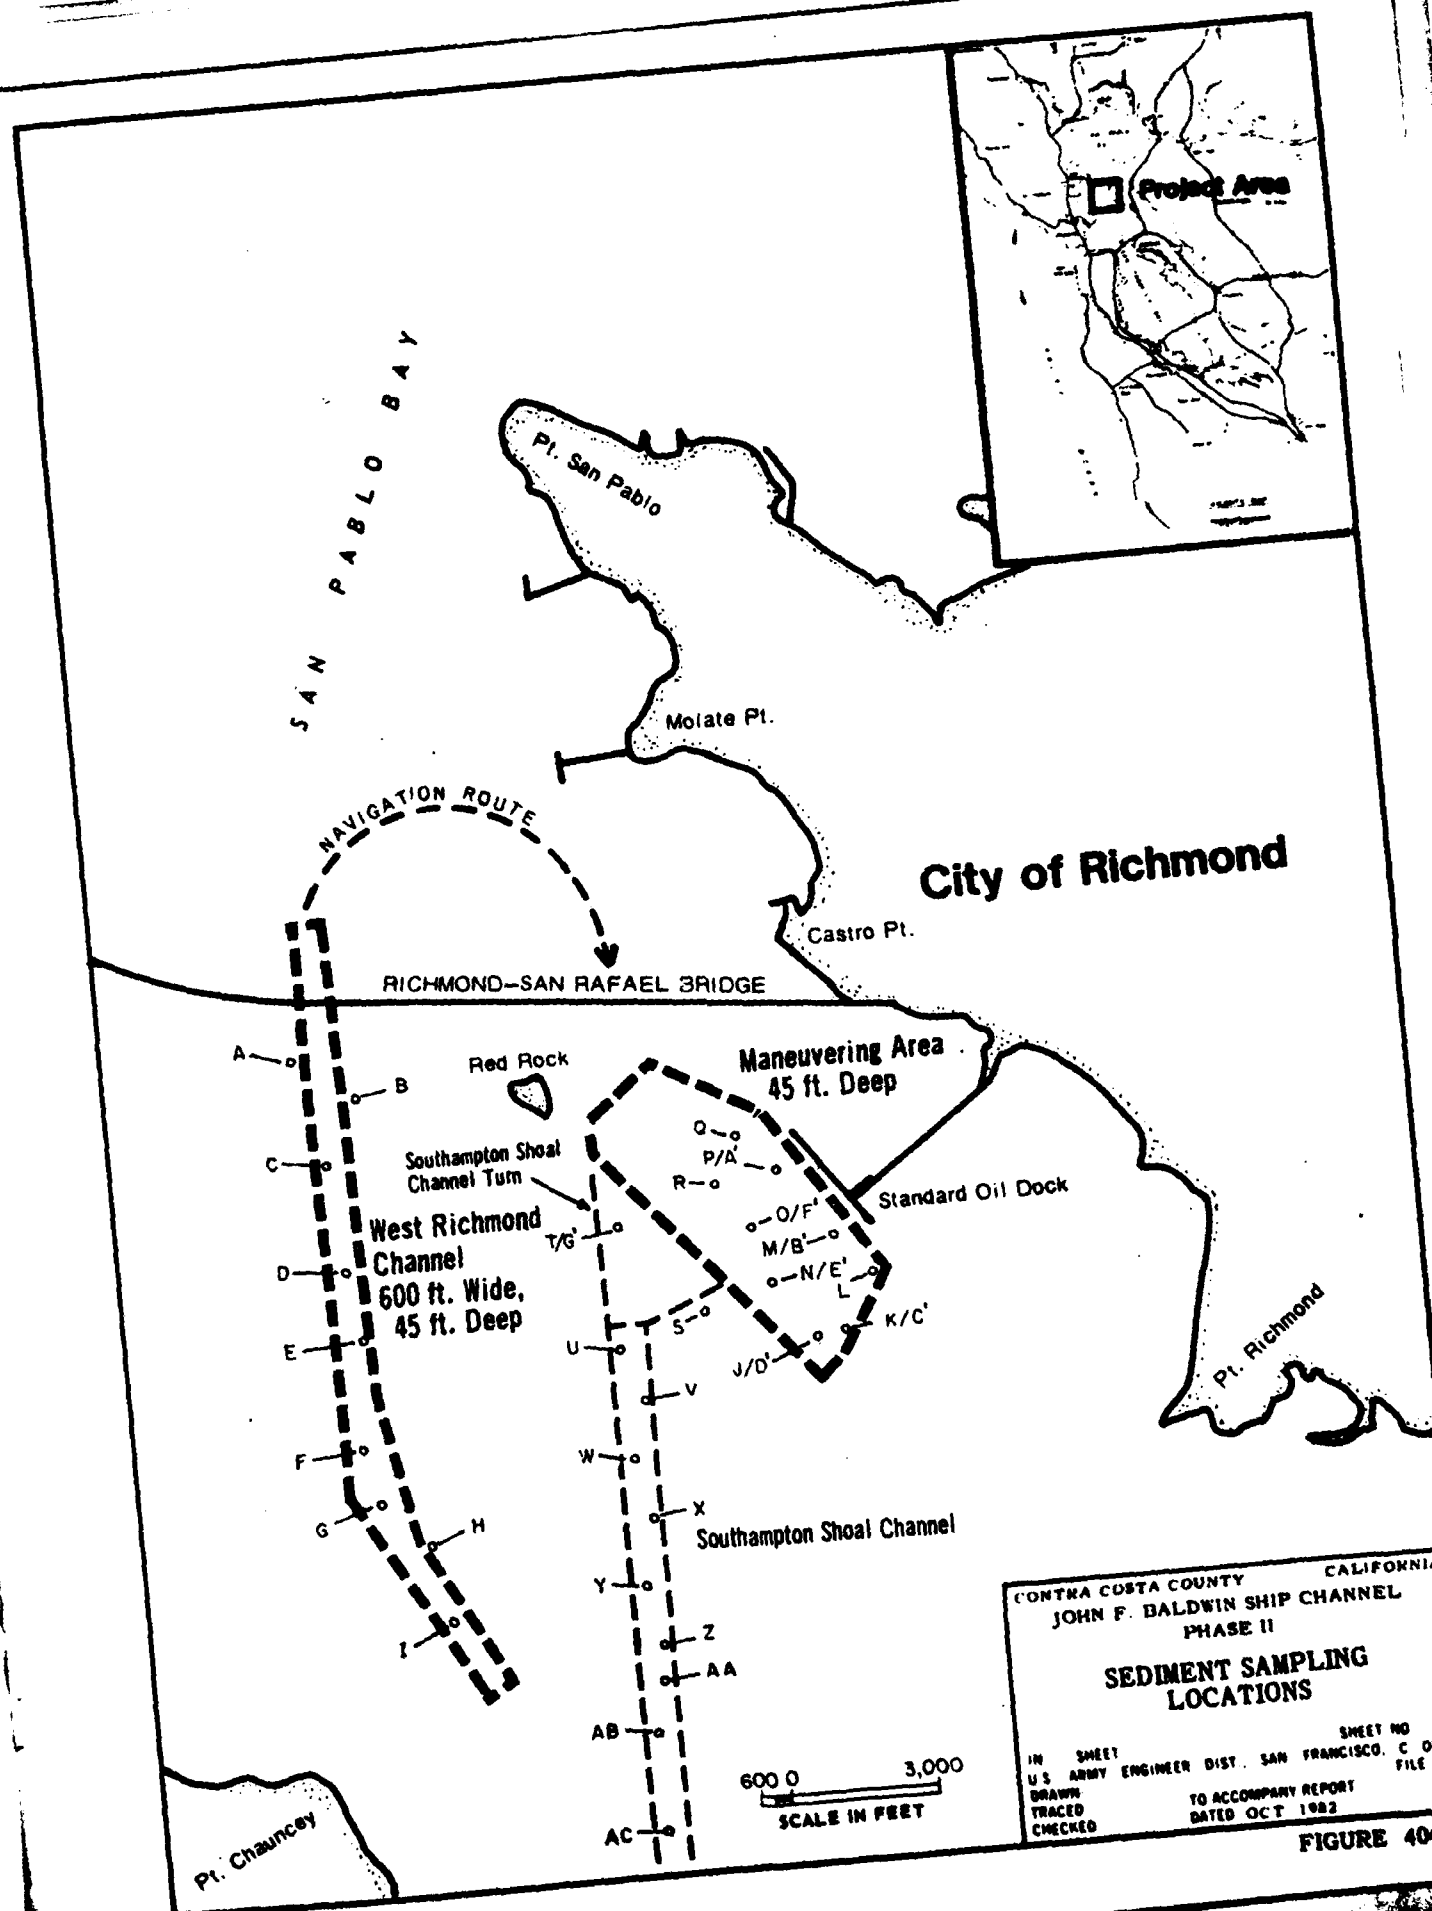 Project Area
SAN PABLO BAY
Pt. San Pablo
Molate Pt.
NAVIGATION ROUTE
City of Richmond
Castro Pt.
RICHMOND-SAN RAFAEL BRIDGE
A
B
Red Rock
Maneuvering Area
45 ft. Deep
Q
P/A'
R
C
Southampton Shoal
Channel Turn
Standard Oil Dock
O/F'
M/B'
T/G'
West Richmond
Channel
600 ft. Wide,
45 ft. Deep
D
N/E'
L
S
K/C'
E
U
J/D'
Pt. Richmond
V
F
W
G
H
X
Southampton Shoal Channel
Y
I
Z
AA
AB
AC
600 0 3,000
SCALE IN FEET
Pt. Chauncey
CONTRA COSTA COUNTY CALIFORNIA
JOHN F. BALDWIN SHIP CHANNEL
PHASE II
SEDIMENT SAMPLING
LOCATIONS
IN SHEET SHEET NO
U S ARMY ENGINEER DIST. SAN FRANCISCO, C O
DRAWN FILE
TRACED TO ACCOMPANY REPORT
CHECKED DATED OCT 1982
FIGURE 40